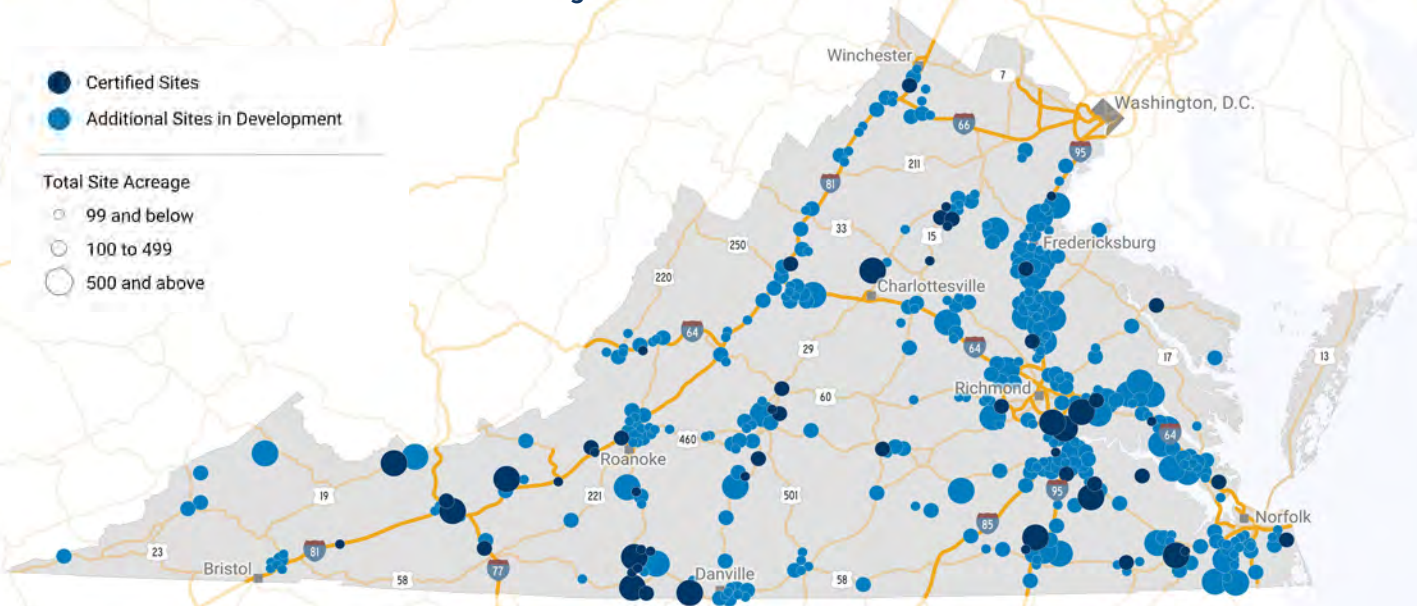 Certified Sites
Additional Sites in Development
Total Site Acreage
99 and below
100 to 499
500 and above
Winchester
7
Washington, D.C.
66
95
211
81
33
15
250
Fredericksburg
220
Charlottesville
64
29
64
17
13
Richmond
60
460
64
Roanoke
19
221
501
95
85
Norfolk
23
81
Bristol
77
58
Danville
58